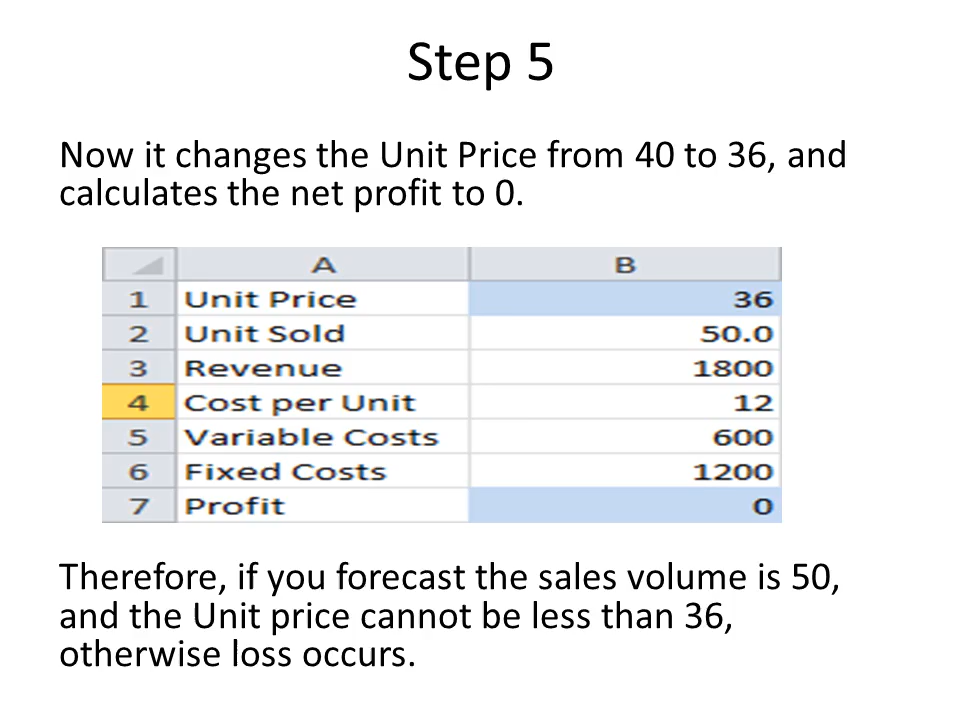 Step 5
Now it changes the Unit Price from 40 to 36, and
calculates the net profit to 0.
A B
1 Unit Price 36
2 Unit Sold 50.0
3 Revenue 1800
4 Cost per Unit 12
5 Variable Costs 600
6 Fixed Costs 1200
7 Profit 0
Therefore, if you forecast the sales volume is 50,
and the Unit price cannot be less than 36,
otherwise loss occurs.